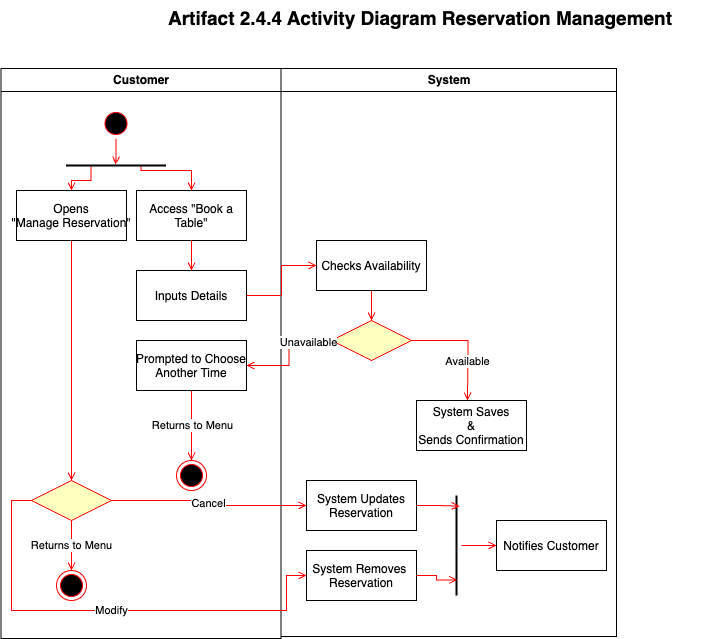 Artifact 2.4.4 Activity Diagram Reservation Management
Customer
System
Opens
"Manage Reservation"
Access "Book a
Table"
Checks Availability
Inputs Details
Unavailable
Prompted to Choose
Another Time
Available
System Saves
&
Sends Confirmation
Returns to Menu
Cancel
System Updates
Reservation
Returns to Menu
Notifies Customer
System Removes
Reservation
Modify